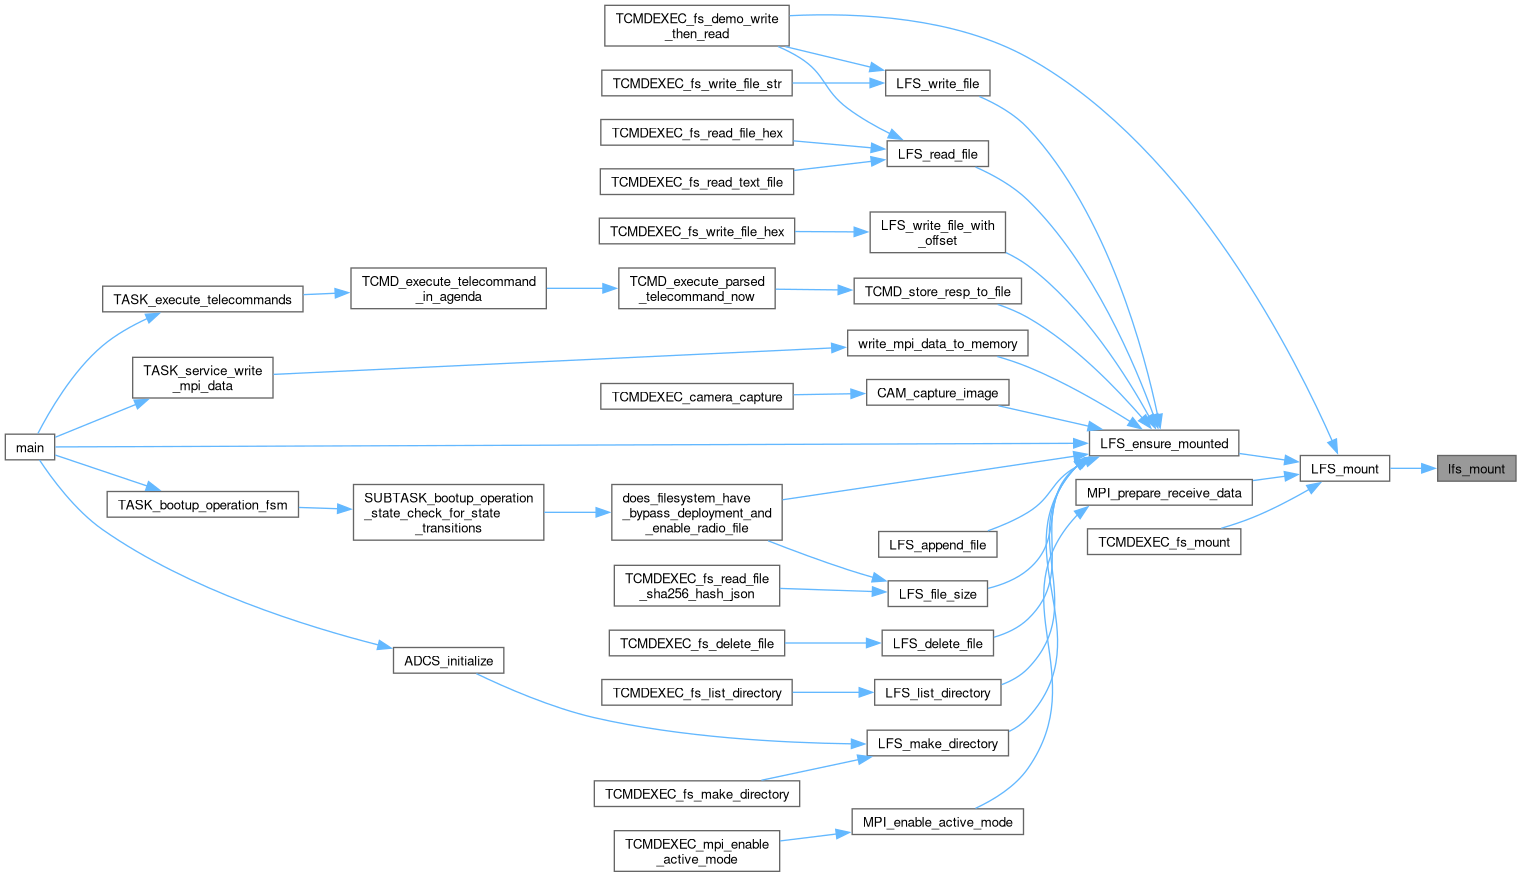 TCMDEXEC_fs_demo_write
_then_read
TCMDEXEC_fs_write_file_str
LFS_write_file
TCMDEXEC_fs_read_file_hex
LFS_read_file
TCMDEXEC_fs_read_text_file
TCMDEXEC_fs_write_file_hex
LFS_write_file_with
_offset
TASK_execute_telecommands
TCMD_execute_telecommand
_in_agenda
TCMD_execute_parsed
_telecommand_now
TCMD_store_resp_to_file
TASK_service_write
_mpi_data
write_mpi_data_to_memory
TCMDEXEC_camera_capture
CAM_capture_image
main
LFS_ensure_mounted
LFS_mount
lfs_mount
TASK_bootup_operation_fsm
SUBTASK_bootup_operation
_state_check_for_state
_transitions
does_filesystem_have
_bypass_deployment_and
_enable_radio_file
MPI_prepare_receive_data
LFS_append_file
TCMDEXEC_fs_mount
TCMDEXEC_fs_read_file
_sha256_hash_json
LFS_file_size
TCMDEXEC_fs_delete_file
LFS_delete_file
ADCS_initialize
TCMDEXEC_fs_list_directory
LFS_list_directory
LFS_make_directory
TCMDEXEC_fs_make_directory
MPI_enable_active_mode
TCMDEXEC_mpi_enable
_active_mode